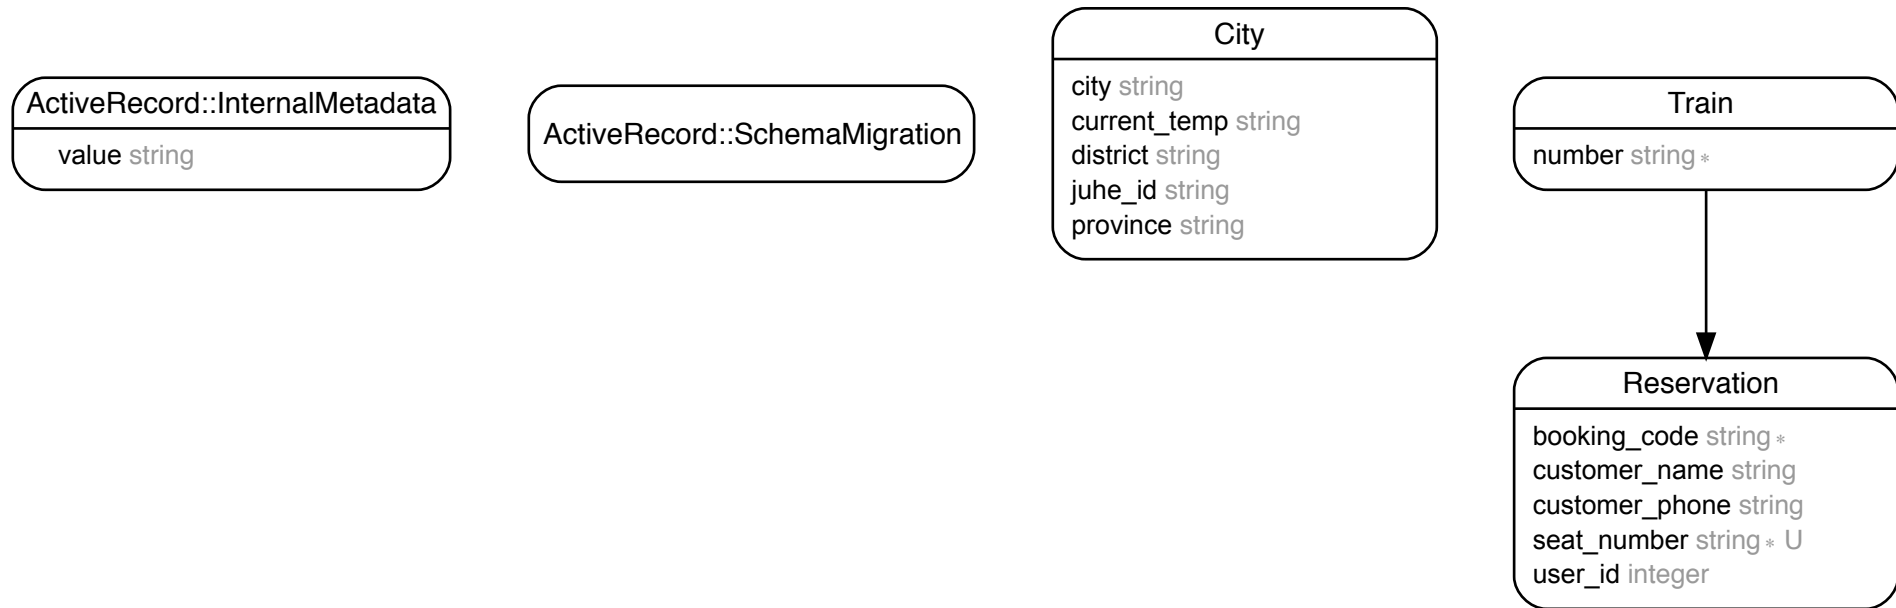 ActiveRecord::InternalMetadata
value string
ActiveRecord::SchemaMigration
City
city string
current_temp string
district string
juhe_id string
province string
Train
number string *
Reservation
booking_code string *
customer_name string
customer_phone string
seat_number string * U
user_id integer